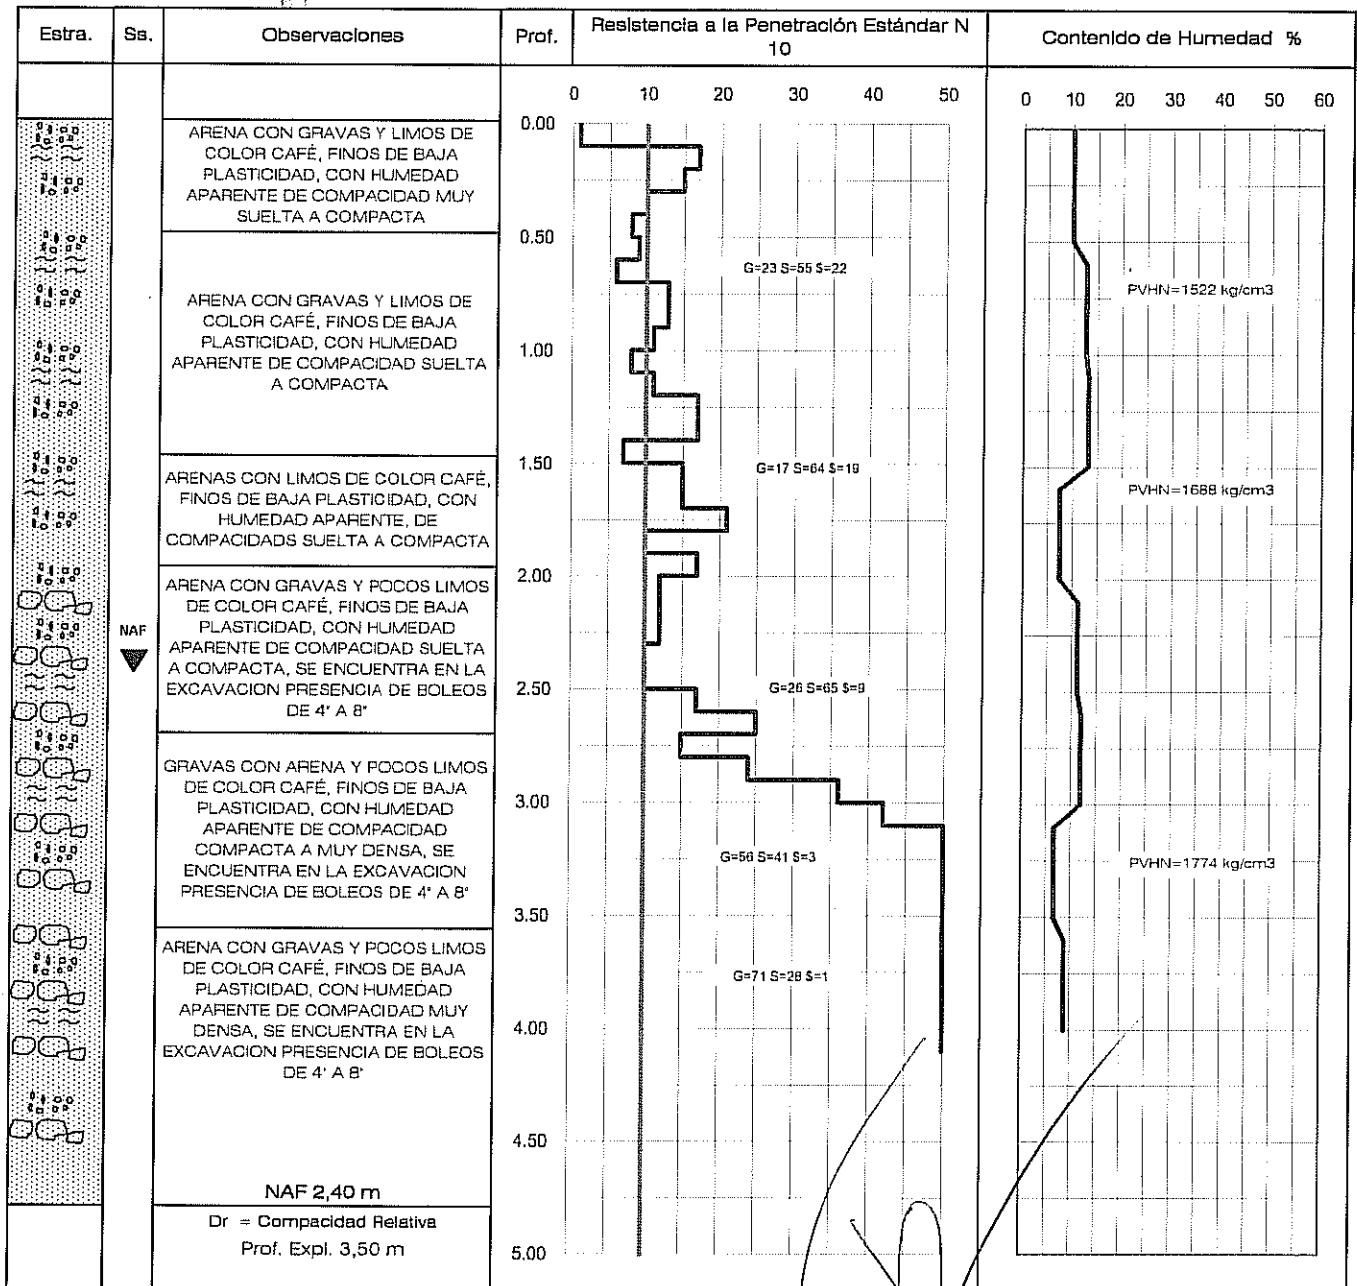 Estra.
Ss.
Observaciones
Prof.
Resistencia a la Penetración Estándar N
10
Contenido de Humedad %
0 10 20 30 40 50
0 10 20 30 40 50 60
ARENA CON GRAVAS Y LIMOS DE
COLOR CAFÉ, FINOS DE BAJA
PLASTICIDAD, CON HUMEDAD
APARENTE DE COMPACIDAD MUY
SUELTA A COMPACTA
ARENA CON GRAVAS Y LIMOS DE
COLOR CAFÉ, FINOS DE BAJA
PLASTICIDAD, CON HUMEDAD
APARENTE DE COMPACIDAD SUELTA
A COMPACTA
ARENAS CON LIMOS DE COLOR CAFÉ,
FINOS DE BAJA PLASTICIDAD, CON
HUMEDAD APARENTE, DE
COMPACIDADS SUELTA A COMPACTA
ARENA CON GRAVAS Y POCOS LIMOS
DE COLOR CAFÉ, FINOS DE BAJA
PLASTICIDAD, CON HUMEDAD
APARENTE DE COMPACIDAD SUELTA
A COMPACTA, SE ENCUENTRA EN LA
EXCAVACION PRESENCIA DE BOLEOS
DE 4" A 8"
NAF
GRAVAS CON ARENA Y POCOS LIMOS
DE COLOR CAFÉ, FINOS DE BAJA
PLASTICIDAD, CON HUMEDAD
APARENTE DE COMPACIDAD
COMPACTA A MUY DENSA, SE
ENCUENTRA EN LA EXCAVACION
PRESENCIA DE BOLEOS DE 4" A 8"
ARENA CON GRAVAS Y POCOS LIMOS
DE COLOR CAFÉ, FINOS DE BAJA
PLASTICIDAD, CON HUMEDAD
APARENTE DE COMPACIDAD MUY
DENSA, SE ENCUENTRA EN LA
EXCAVACION PRESENCIA DE BOLEOS
DE 4" A 8"
NAF 2,40 m
Dr = Compacidad Relativa
Prof. Expl. 3,50 m
0.00
0.50
1.00
1.50
2.00
2.50
3.00
3.50
4.00
4.50
5.00
G=23 S=55 S=22
G=17 S=64 S=19
G=26 S=65 S=9
G=56 S=41 S=3
G=71 S=28 S=1
PVHN=1522 kg/cm3
PVHN=1688 kg/cm3
PVHN=1774 kg/cm3